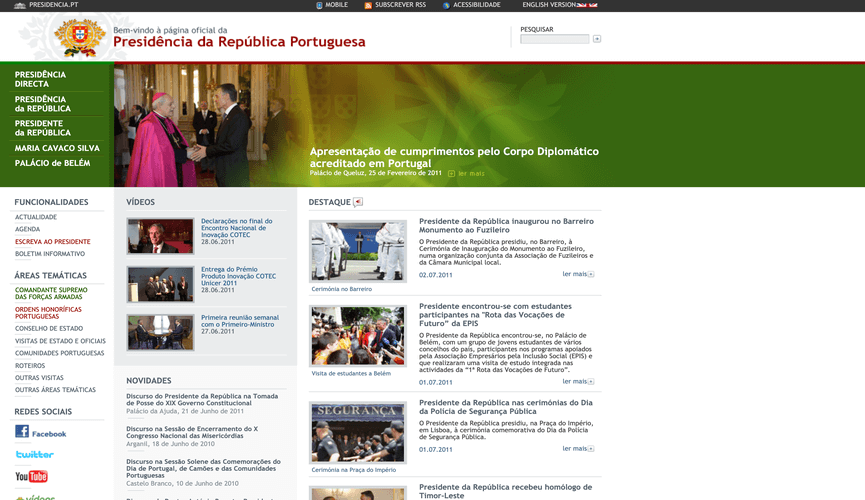 PRESIDENCIA.PT
MOBILE
SUBSCREVER RSS
ACESSIBILIDADE
ENGLISH VERSION
Bem-vindo à página oficial da
Presidência da República Portuguesa
PESQUISAR
PRESIDÊNCIA
DIRECTA
PRESIDÊNCIA
da REPÚBLICA
PRESIDENTE
da REPÚBLICA
MARIA CAVACO SILVA
PALÁCIO de BELÉM
Apresentação de cumprimentos pelo Corpo Diplomático
acreditado em Portugal
Palácio de Queluz, 25 de Fevereiro de 2011
ler mais
FUNCIONALIDADES
ACTUALIDADE
AGENDA
ESCREVA AO PRESIDENTE
BOLETIM INFORMATIVO
ÁREAS TEMÁTICAS
COMANDANTE SUPREMO
DAS FORÇAS ARMADAS
ORDENS HONORÍFICAS
PORTUGUESAS
CONSELHO DE ESTADO
VISITAS DE ESTADO E OFICIAIS
COMUNIDADES PORTUGUESAS
ROTEIROS
OUTRAS VISITAS
OUTRAS ÁREAS TEMÁTICAS
REDES SOCIAIS
Facebook
twitter
YouTube
vídeos
VÍDEOS
Declarações no final do
Encontro Nacional de
Inovação COTEC
28.06.2011
Entrega do Prémio
Produto Inovação COTEC
Unicer 2011
28.06.2011
Primeira reunião semanal
com o Primeiro-Ministro
27.06.2011
NOVIDADES
Discurso do Presidente da República na Tomada
de Posse do XIX Governo Constitucional
Palácio da Ajuda, 21 de Junho de 2011
Discurso na Sessão de Encerramento do X
Congresso Nacional das Misericórdias
Arganil, 18 de Junho de 2010
Discurso na Sessão Solene das Comemorações
do Dia de Portugal, de Camões e das Comunidades
Portuguesas
Castelo Branco, 10 de Junho de 2010
DESTAQUE
Cerimónia no Barreiro
Presidente da República inaugurou no Barreiro
Monumento ao Fuzileiro
O Presidente da República presidiu, no Barreiro, à
Cerimónia de Inauguração do Monumento ao Fuzileiro,
numa organização conjunta da Associação de Fuzileiros e
da Câmara Municipal local.
02.07.2011
ler mais
Visita de estudantes a Belém
Presidente encontrou-se com estudantes
participantes na "Rota das Vocações de
Futuro” da EPIS
O Presidente da República encontrou-se, no Palácio de
Belém, com um grupo de jovens estudantes de vários
concelhos do país, participantes nos programas apoiados
pela Associação Empresários pela Inclusão Social (EPIS) e
que realizaram uma visita de estudo integrada nas
actividades da “1ª Rota das Vocações de Futuro”.
01.07.2011
ler mais
SEGURANÇA
Cerimónia na Praça do Império
Presidente da República nas cerimónias do Dia
da Polícia de Segurança Pública
O Presidente da República presidiu, na Praça do Império,
em Lisboa, à cerimónia comemorativa do Dia da Polícia
de Segurança Pública.
01.07.2011
ler mais
Presidente da República recebeu homólogo de
Timor-Leste